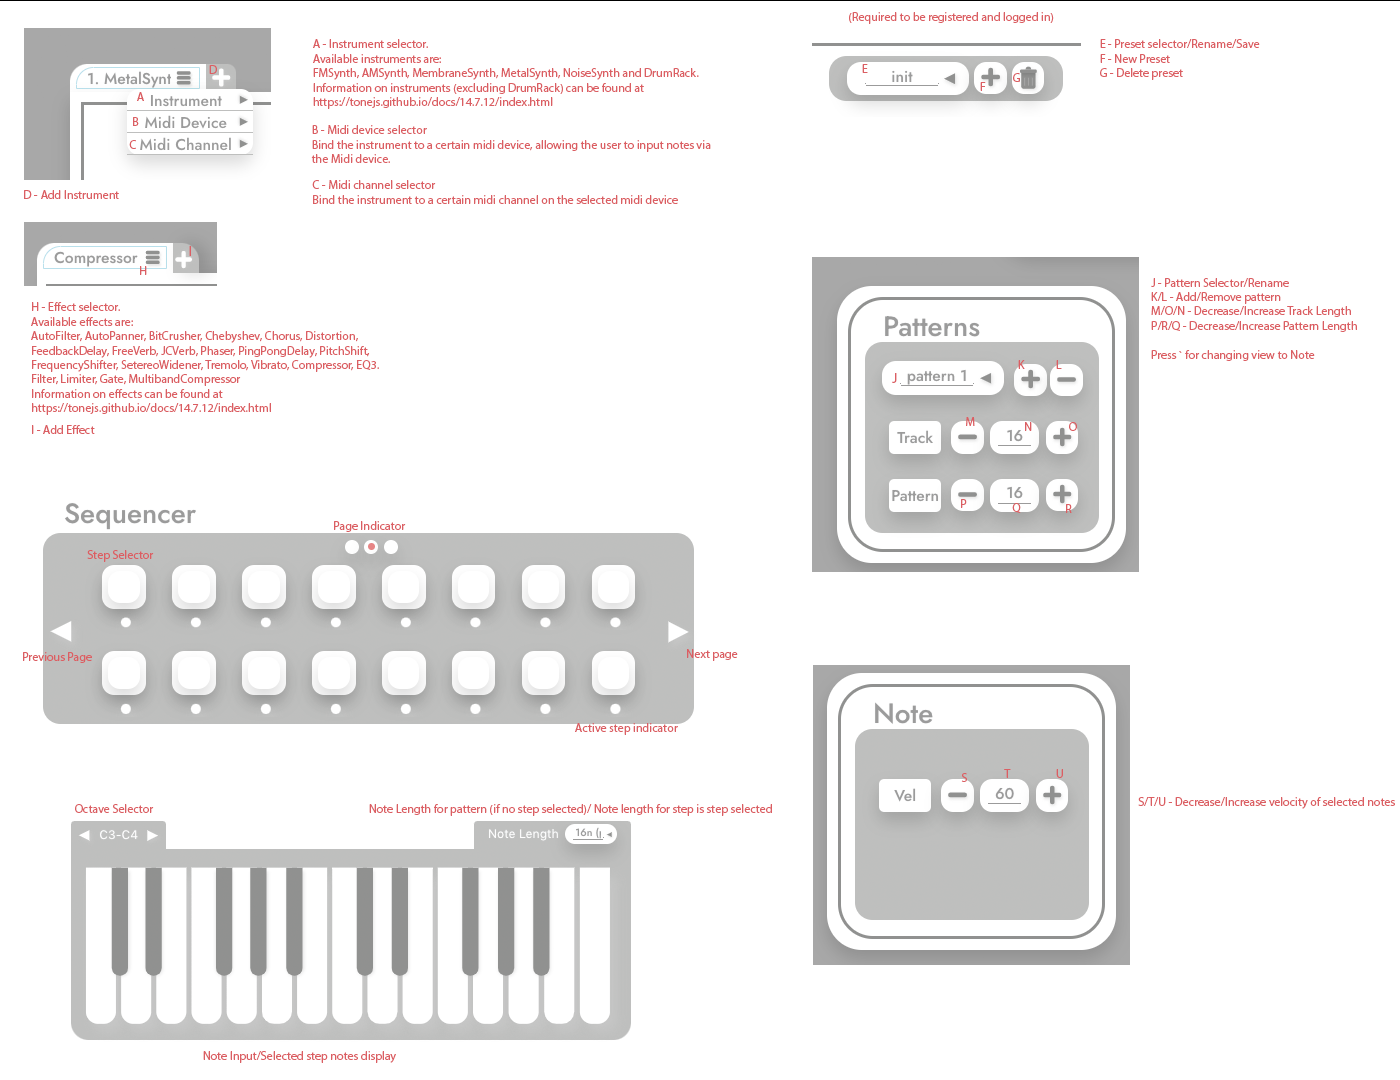 1. MetalSynt
D
A Instrument
B Midi Device
C Midi Channel
D - Add Instrument
A - Instrument selector.
Available instruments are:
FMSynth, AMSynth, MembraneSynth, MetalSynth, NoiseSynth and DrumRack.
Information on instruments (excluding DrumRack) can be found at
https://tonejs.github.io/docs/14.7.12/index.html
B - Midi device selector
Bind the instrument to a certain midi device, allowing the user to input notes via
the Midi device.
C - Midi channel selector
Bind the instrument to a certain midi channel on the selected midi device
Compressor
I
H
H - Effect selector.
Available effects are:
AutoFilter, AutoPanner, BitCrusher, Chebyshev, Chorus, Distortion,
FeedbackDelay, FreeVerb, JCVerb, Phaser, PingPongDelay, PitchShift,
FrequencyShifter, SetereoWidener, Tremolo, Vibrato, Compressor, EQ3.
Filter, Limiter, Gate, MultibandCompressor
Information on effects can be found at
https://tonejs.github.io/docs/14.7.12/index.html
I - Add Effect
Sequencer
Page Indicator
Step Selector
Previous Page
Next page
Active step indicator
Octave Selector
Note Length for pattern (if no step selected)/ Note length for step is step selected
C3-C4
Note Length
16n (
Note Input/Selected step notes display
(Required to be registered and logged in)
E
init
F
G
E - Preset selector/Rename/Save
F - New Preset
G - Delete preset
Patterns
J pattern 1
K
L
Track
M
16
N
O
Pattern
P
16
Q
R
J - Pattern Selector/Rename
K/L - Add/Remove pattern
M/O/N - Decrease/Increase Track Length
P/R/Q - Decrease/Increase Pattern Length
Press ` for changing view to Note
Note
Vel
S
T
60
U
S/T/U - Decrease/Increase velocity of selected notes